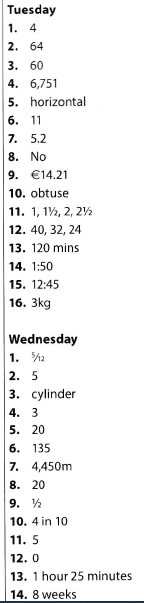 Tuesday
1. 4
2. 64
3. 60
4. 6,751
5. horizontal
6. 11
7. 5.2
8. No
9. €14.21
10. obtuse
11. 1, 1½, 2, 2½
12. 40, 32, 24
13. 120 mins
14. 1:50
15. 12:45
16. 3kg
Wednesday
1. 5⁄12
2. 5
3. cylinder
4. 3
5. 20
6. 135
7. 4,450m
8. 20
9. ½
10. 4 in 10
11. 5
12. 0
13. 1 hour 25 minutes
14. 8 weeks